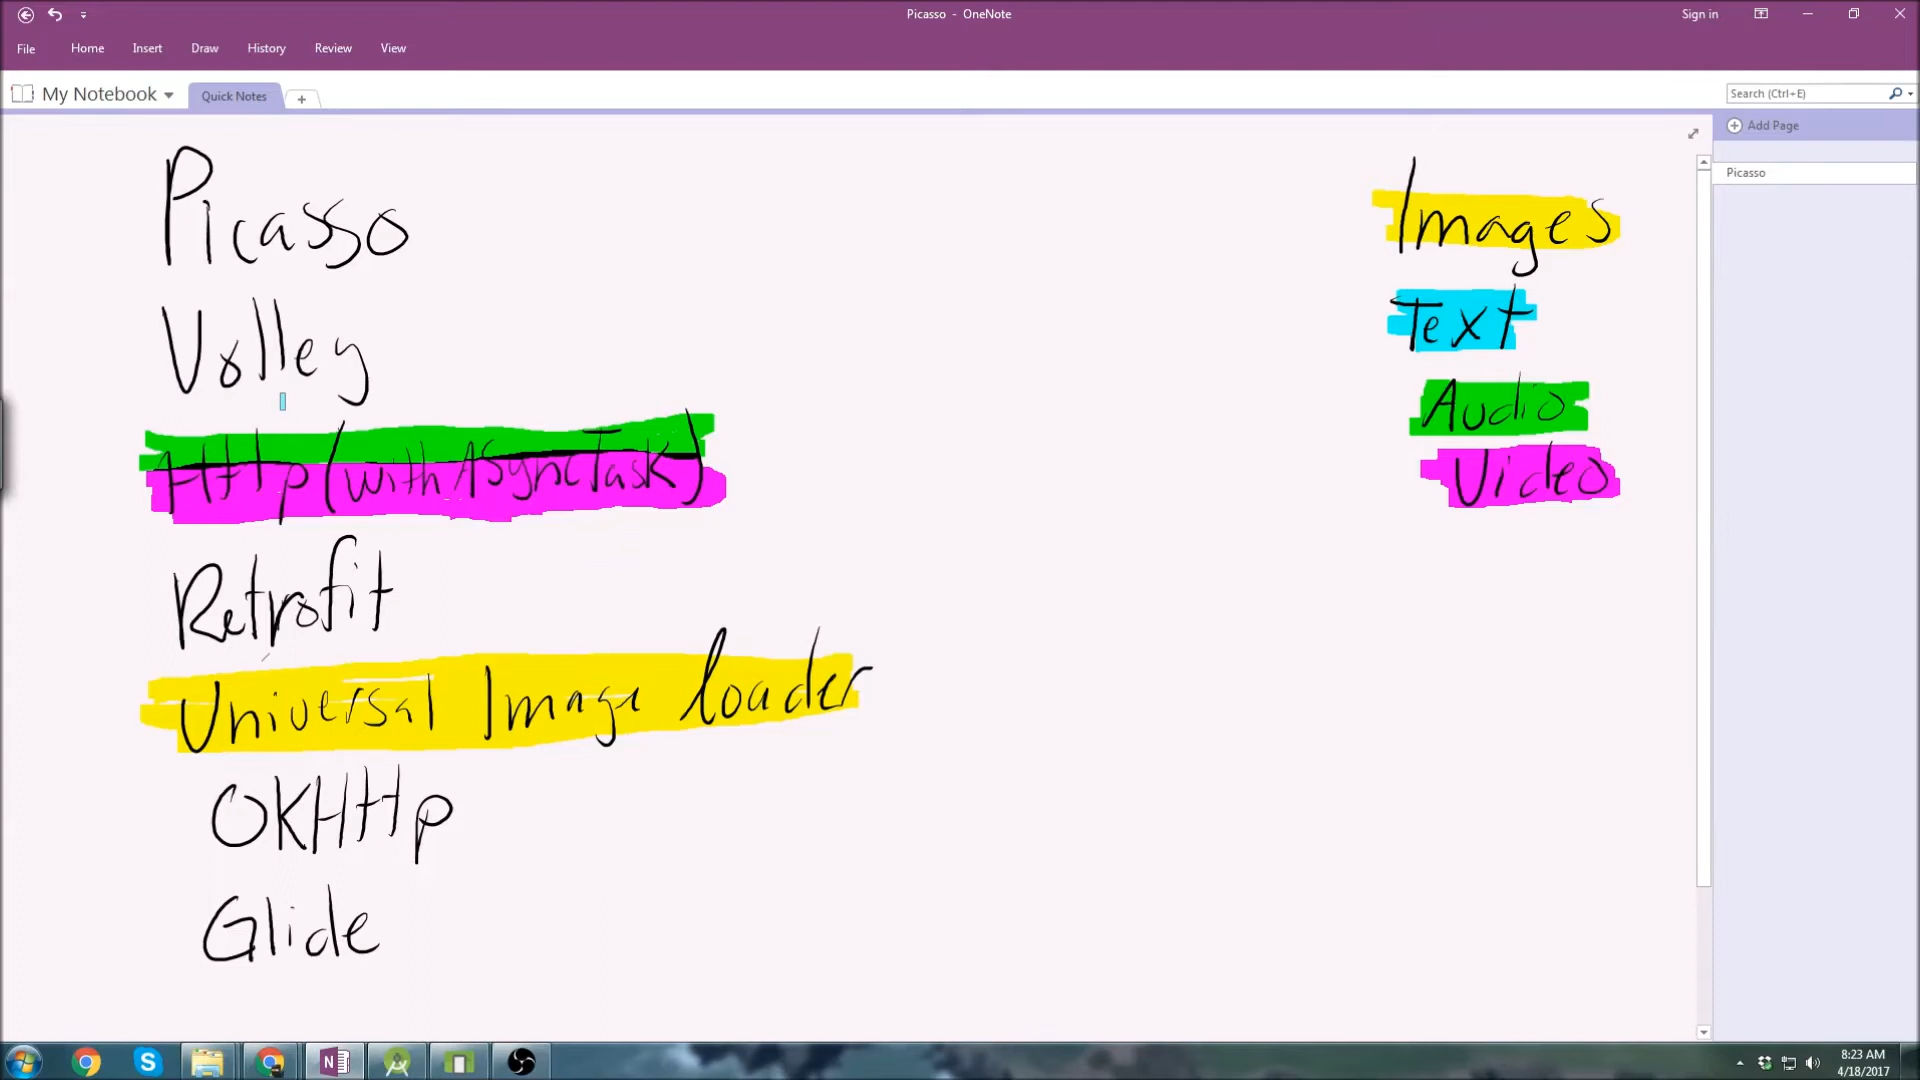 Picasso - OneNote
Sign in
File Home Insert Draw History Review View
My Notebook
Quick Notes
Search (Ctrl+E)
Add Page
Picasso
Picasso
Volley
HTTp (with AsyncTask)
Retrofit
Universal Image loader
OKHTTp
Glide
Images
Text
Audio
Video
8:23 AM
4/18/2017